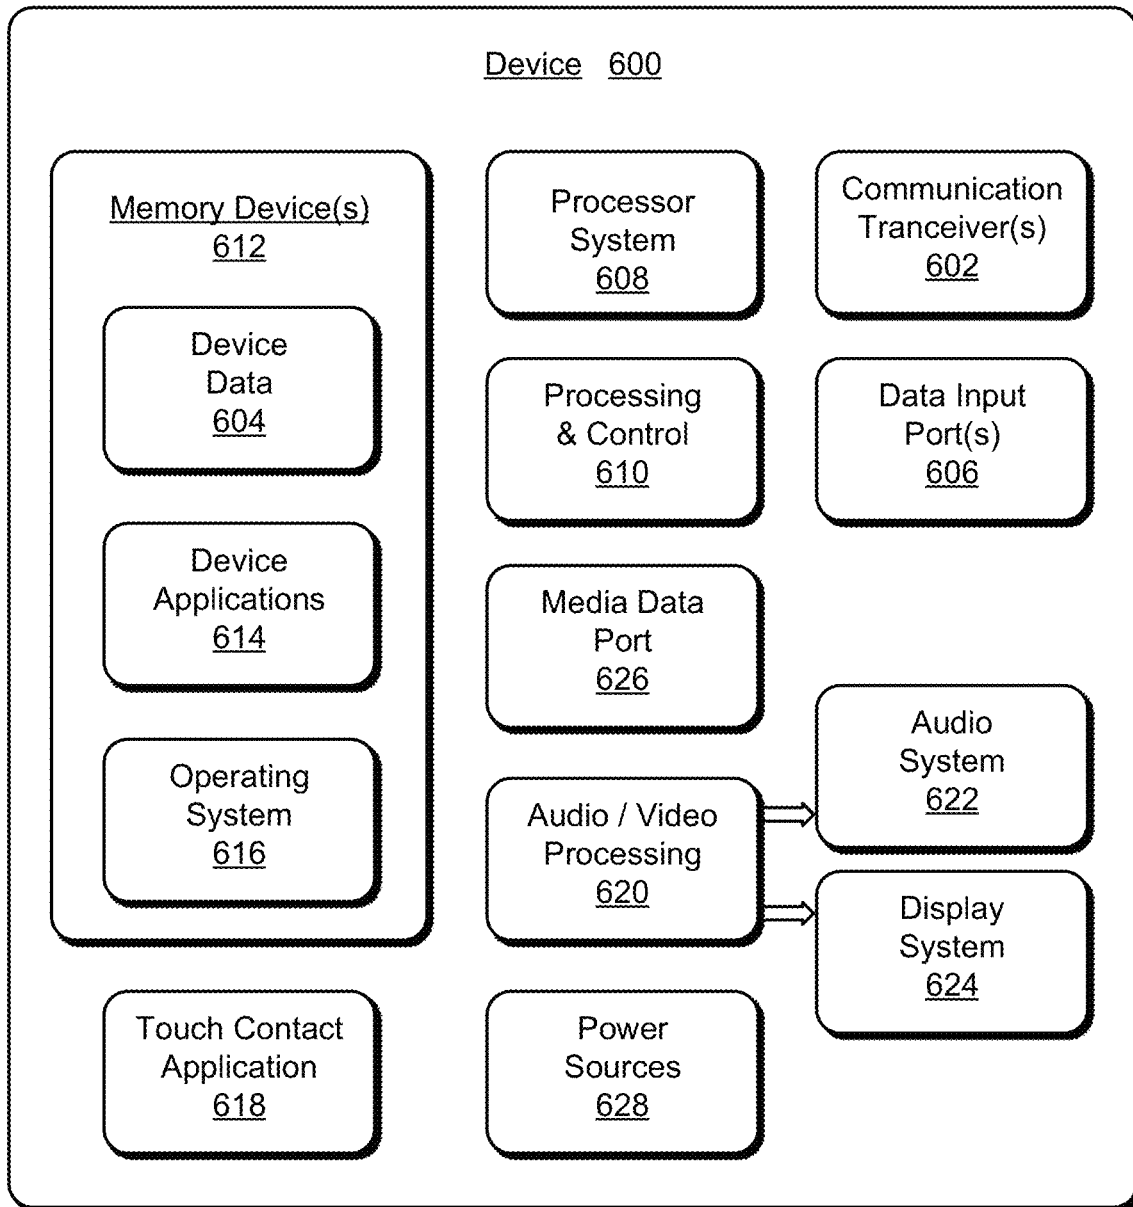 Device 600
Memory Device(s)
612
Device
Data
604
Device
Applications
614
Operating
System
616
Touch Contact
Application
618
Processor
System
608
Processing
& Control
610
Media Data
Port
626
Audio / Video
Processing
620
Power
Sources
628
Communication
Tranceiver(s)
602
Data Input
Port(s)
606
Audio
System
622
Display
System
624